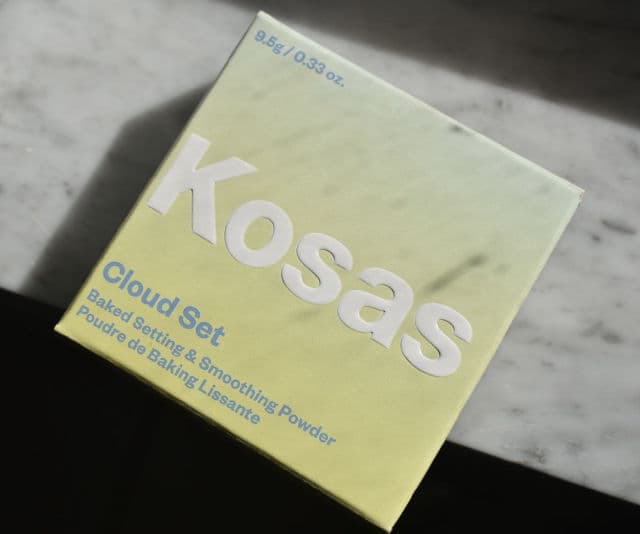 9.5g / 0.33 oz.
Kosas
Cloud Set
Baked Setting & Smoothing Powder
Poudre de Baking Lissante